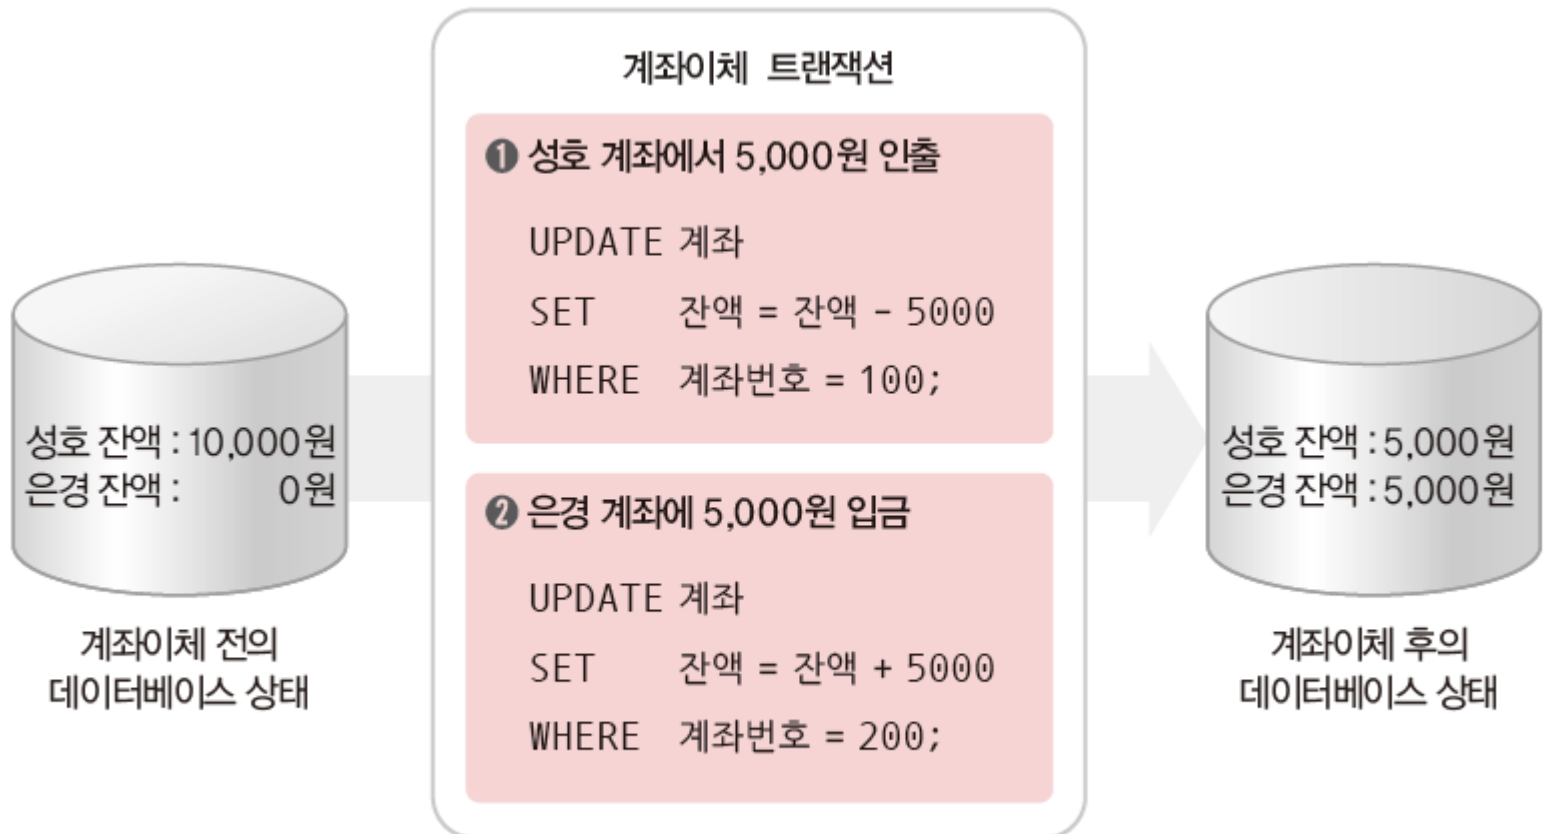 계좌이체 트랜잭션
❶ 성호 계좌에서 5,000원 인출
UPDATE 계좌
SET 잔액 = 잔액 - 5000
WHERE 계좌번호 = 100;
❷ 은경 계좌에 5,000원 입금
UPDATE 계좌
SET 잔액 = 잔액 + 5000
WHERE 계좌번호 = 200;
성호 잔액 : 10,000원
은경 잔액 : 0원
계좌이체 전의
데이터베이스 상태
성호 잔액 : 5,000원
은경 잔액 : 5,000원
계좌이체 후의
데이터베이스 상태